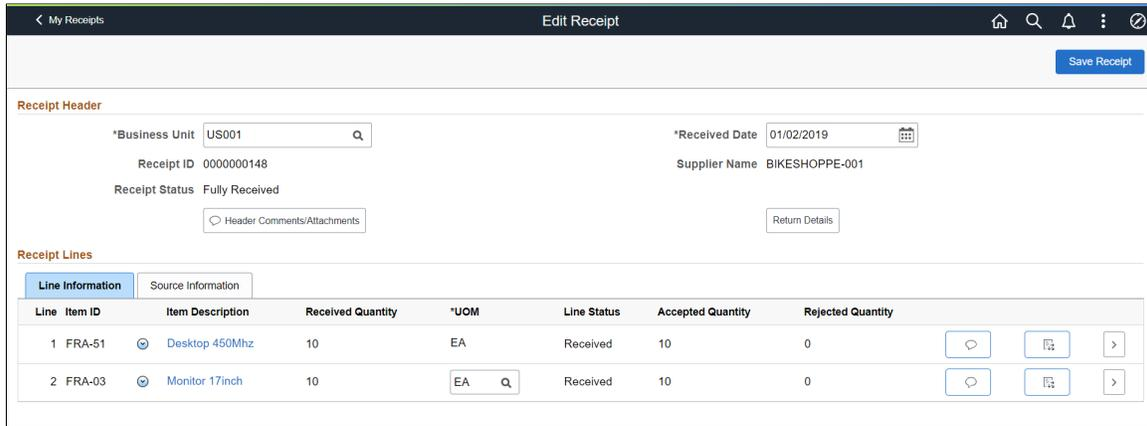 My Receipts
Edit Receipt
Save Receipt
Receipt Header
*Business Unit US001
*Received Date 01/02/2019
Receipt ID 0000000148
Supplier Name BIKESHOPPE-001
Receipt Status Fully Received
Header Comments/Attachments
Return Details
Receipt Lines
Line Information Source Information
Line Item ID Item Description Received Quantity *UOM Line Status Accepted Quantity Rejected Quantity
1 FRA-51 Desktop 450Mhz 10 EA Received 10 0
2 FRA-03 Monitor 17inch 10 EA Received 10 0